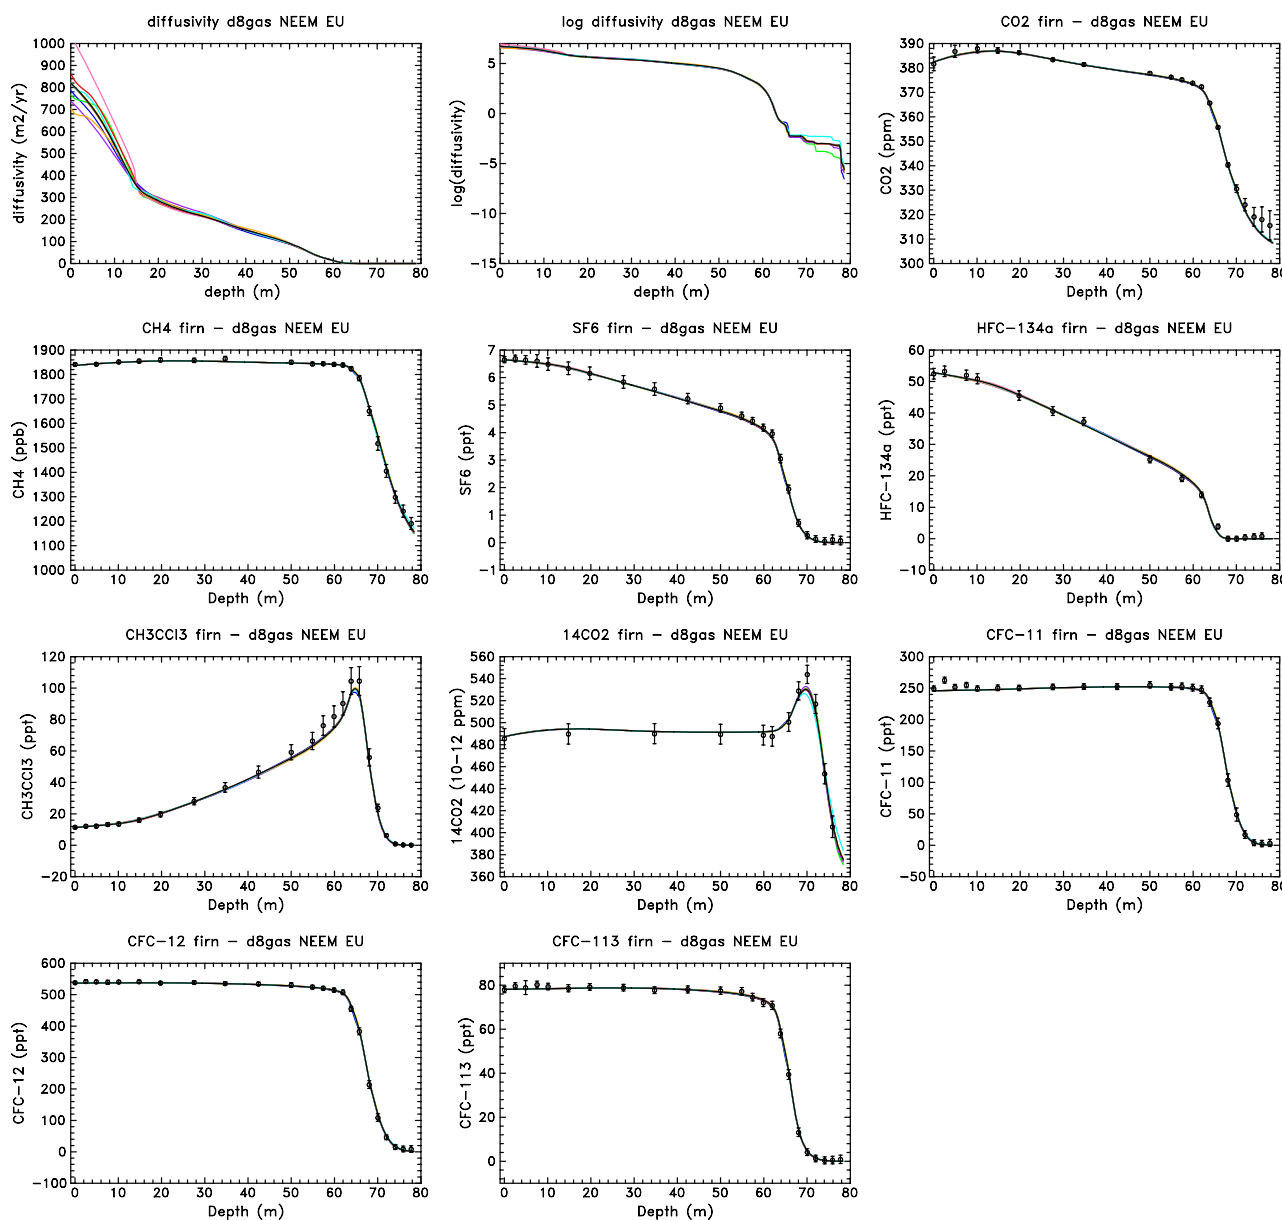 diffusivity d8gas NEEM EU
1000
900
800
700
600
500
400
300
200
100
0
diffusivity (m2/yr)
0 10 20 30 40 50 60 70 80
depth (m)
log diffusivity d8gas NEEM EU
5
0
−5
−10
−15
log(diffusivity)
0 10 20 30 40 50 60 70 80
depth (m)
CO2 firn − d8gas NEEM EU
390
380
370
360
350
340
330
320
310
300
CO2 (ppm)
0 10 20 30 40 50 60 70 80
Depth (m)
CH4 firn − d8gas NEEM EU
1900
1800
1700
1600
1500
1400
1300
1200
1100
1000
CH4 (ppb)
0 10 20 30 40 50 60 70 80
Depth (m)
SF6 firn − d8gas NEEM EU
7
6
5
4
3
2
1
0
−1
SF6 (ppt)
0 10 20 30 40 50 60 70 80
Depth (m)
HFC−134a firn − d8gas NEEM EU
60
50
40
30
20
10
0
−10
HFC−134a (ppt)
0 10 20 30 40 50 60 70 80
Depth (m)
CH3CCl3 firn − d8gas NEEM EU
120
100
80
60
40
20
0
−20
CH3CCl3 (ppt)
0 10 20 30 40 50 60 70 80
Depth (m)
14CO2 firn − d8gas NEEM EU
560
540
520
500
480
460
440
420
400
380
360
14CO2 (10−12 ppm)
0 10 20 30 40 50 60 70 80
Depth (m)
CFC−11 firn − d8gas NEEM EU
300
250
200
150
100
50
0
−50
CFC−11 (ppt)
0 10 20 30 40 50 60 70 80
Depth (m)
CFC−12 firn − d8gas NEEM EU
600
500
400
300
200
100
0
−100
CFC−12 (ppt)
0 10 20 30 40 50 60 70 80
Depth (m)
CFC−113 firn − d8gas NEEM EU
80
60
40
20
0
CFC−113 (ppt)
0 10 20 30 40 50 60 70 80
Depth (m)